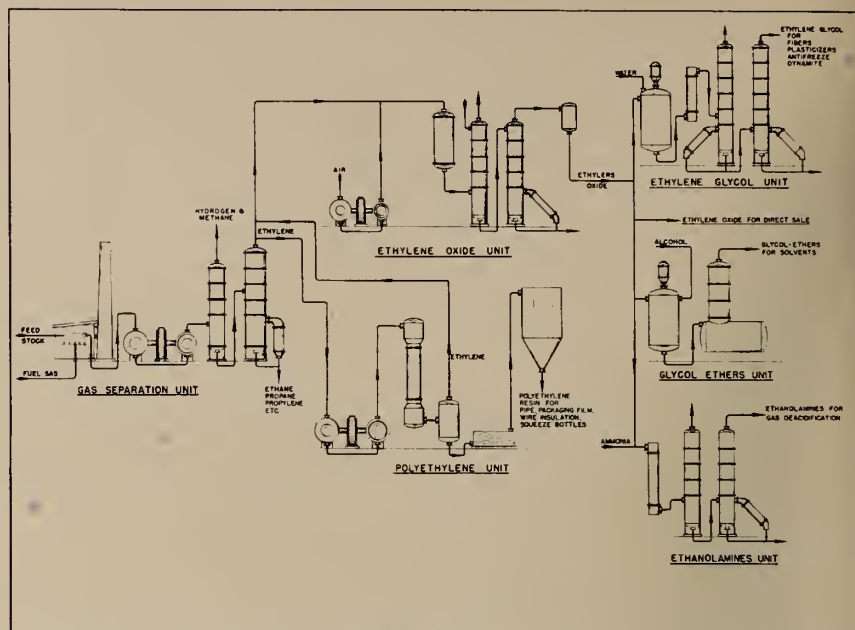 HYDROGEN &
METHANE
ETHYLENE
FEED
STOCK
FUEL GAS
GAS SEPARATION UNIT
ETHANE
PROPANE
PROPYLENE
ETC
AIR
ETHYLENE OXIDE UNIT
ETHYLENE
POLYETHYLENE UNIT
POLYETHYLENE
RESIN FOR
PIPE, PACKAGING FILM,
WIRE INSULATION,
SQUEEZE BOTTLES
ETHYLERS
OXIDE
WATER
ETHYLENE GLYCOL
FOR
FIBERS
PLASTICIZERS
ANTIFREEZE
DYNAMITE
ETHYLENE GLYCOL UNIT
ETHYLENE OXIDE FOR DIRECT SALE
ALCOHOL
GLYCOL-ETHERS
FOR SOLVENTS
GLYCOL ETHERS UNIT
AMMONIA
ETHANOLAMINES FOR
GAS DEACIDIFICATION
ETHANOLAMINES UNIT